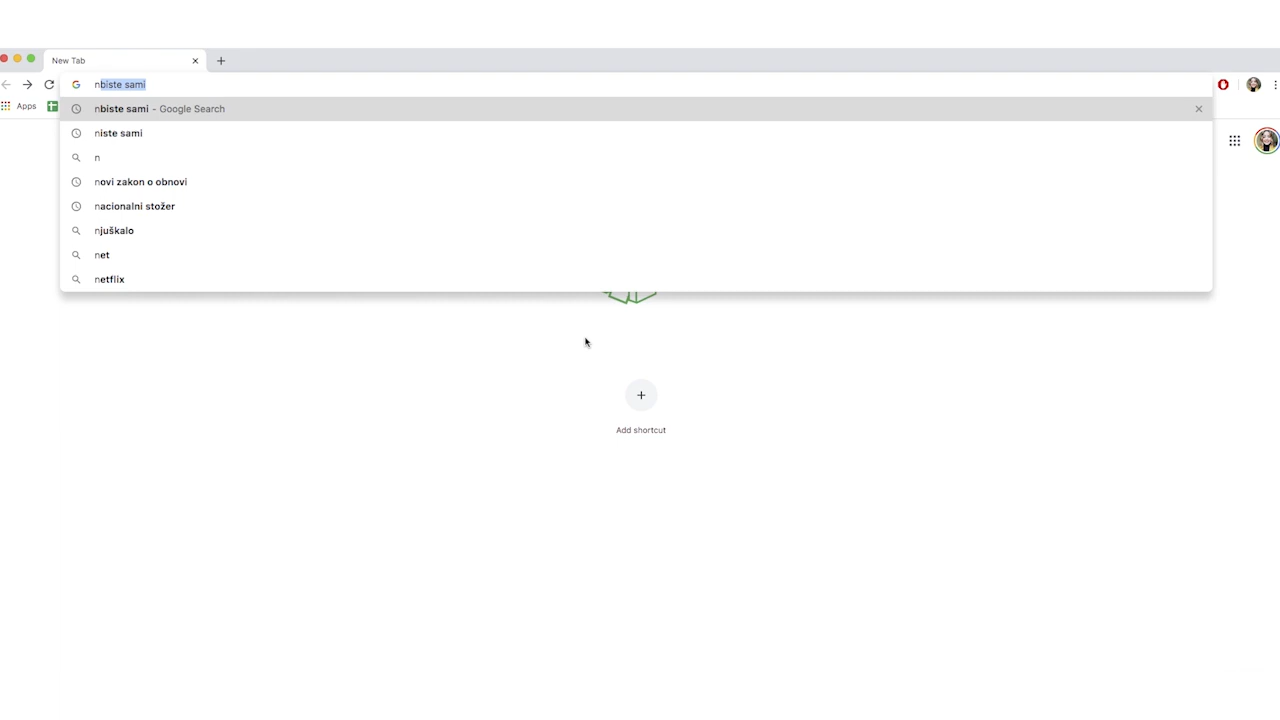 New Tab
nbiste sami
Apps
nbiste sami - Google Search
niste sami
n
novi zakon o obnovi
nacionalni stožer
njuškalo
net
netflix
Add shortcut